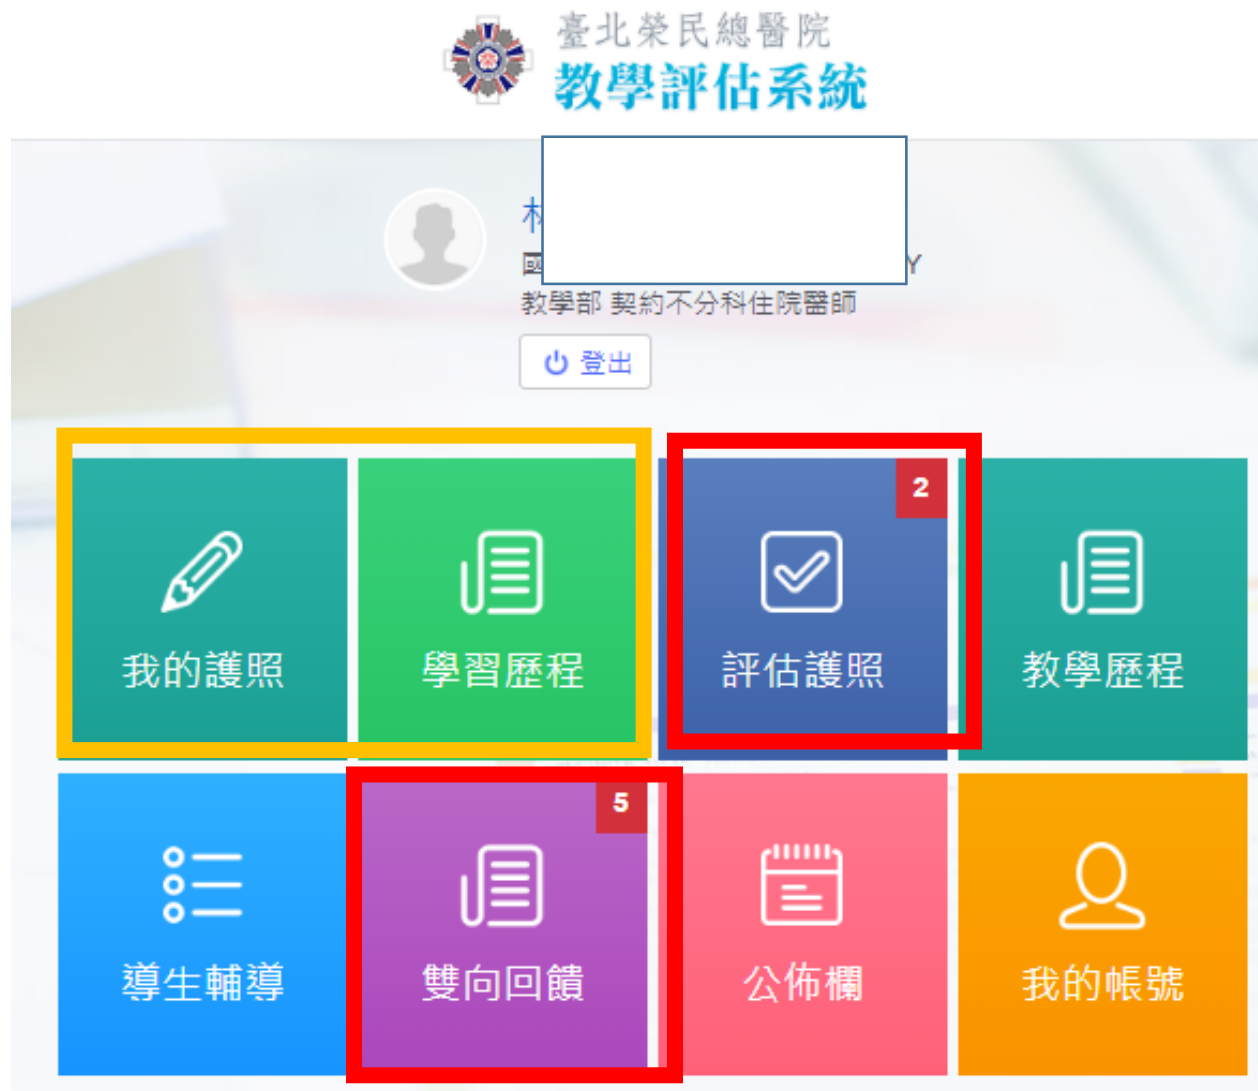 臺北榮民總醫院
教學評估系統
國
Y
教學部 契約不分科住院醫師
登出
我的護照
學習歷程
2
評估護照
教學歷程
導生輔導
5
雙向回饋
公佈欄
我的帳號